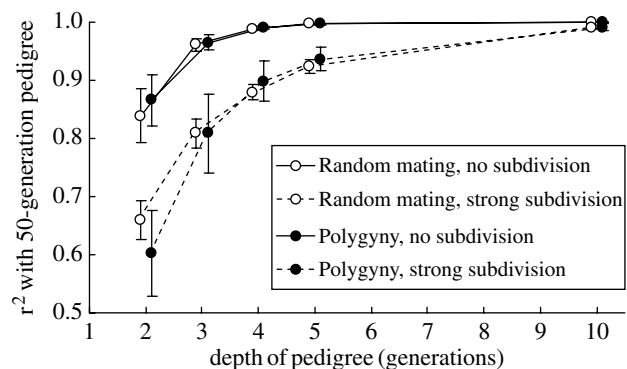 1.0
0.9
0.8
0.7
0.6
0.5
r² with 50-generation pedigree
Random mating, no subdivision
Random mating, strong subdivision
Polygyny, no subdivision
Polygyny, strong subdivision
1 2 3 4 5 6 7 8 9 10
depth of pedigree (generations)